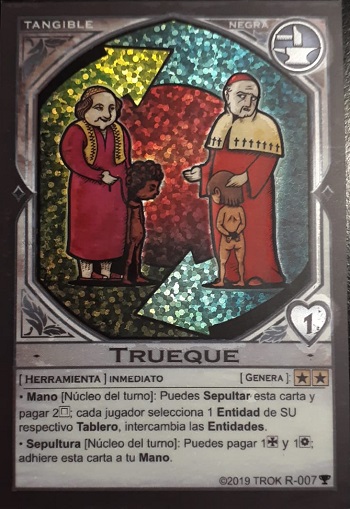 TANGIBLE
NEGRA
1
TRUEQUE
[ HERRAMIENTA ] INMEDIATO
[ GENERA ]:
• Mano [Núcleo del turno]: Puedes Sepultar esta carta y
pagar 2; cada jugador selecciona 1 Entidad de SU
respectivo Tablero, intercambia las Entidades.
• Sepultura [Núcleo del turno]: Puedes pagar 1 y 1;
adhiere esta carta a tu Mano.
©2019 TROK R-007